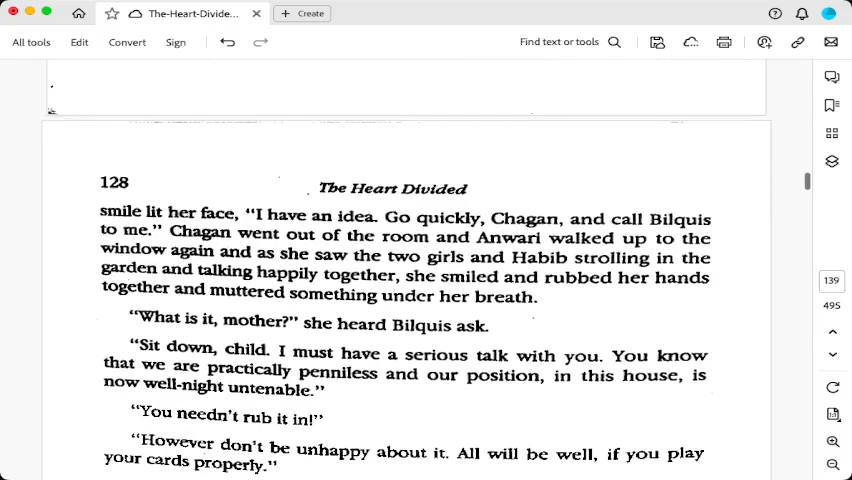 The-Heart-Divide...
Create
All tools
Edit
Convert
Sign
Find text or tools
128
The Heart Divided
smile lit her face, "I have an idea. Go quickly, Chagan, and call Bilquis
to me." Chagan went out of the room and Anwari walked up to the
window again and as she saw the two girls and Habib strolling in the
garden and talking happily together, she smiled and rubbed her hands
together and muttered something under her breath.
"What is it, mother?" she heard Bilquis ask.
"Sit down, child. I must have a serious talk with you. You know
that we are practically penniless and our position, in this house, is
now well-night untenable."
"You needn't rub it in!"
"However don't be unhappy about it. All will be well, if you play
your cards properly."
139
495